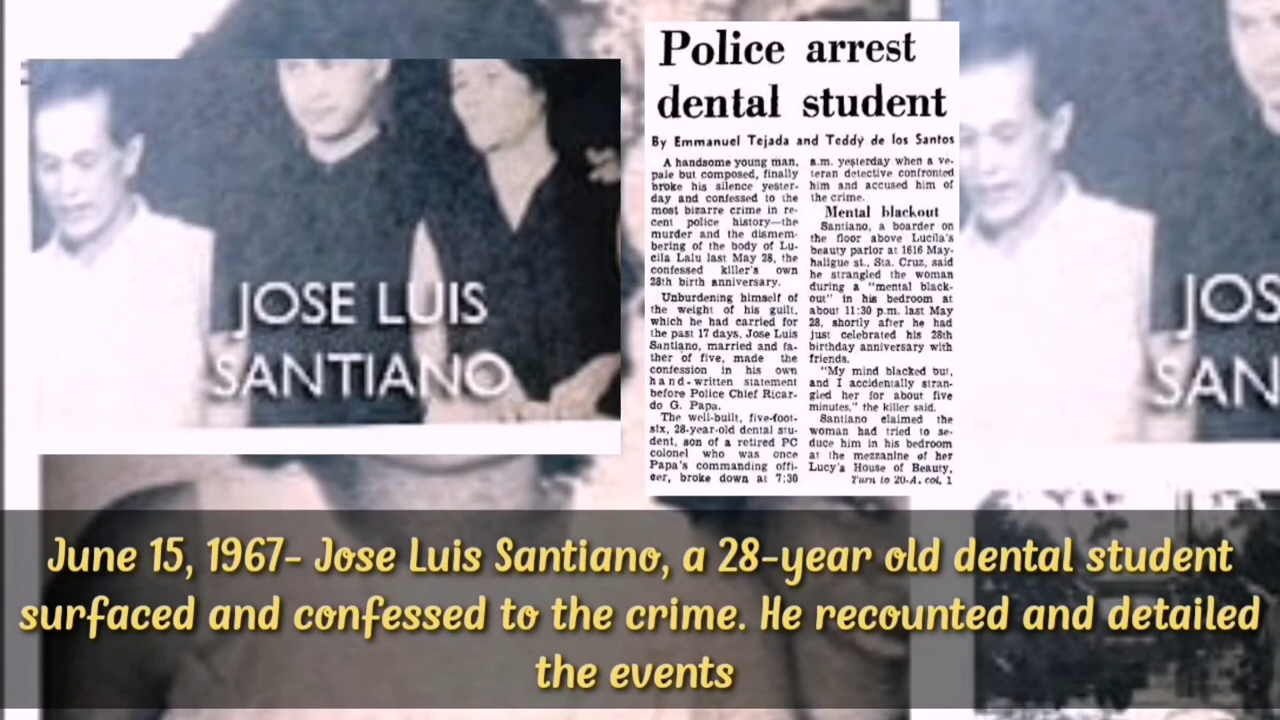 JOSE LUIS
SANTIANO
Police arrest
dental student
By Emmanuel Tejada and Teddy de los Santos
A handsome young man,
pale but composed, finally
broke his silence yester-
day and confessed to the
most bizarre crime in re-
cent police history—the
murder and the dismem-
bering of the body of Lu-
cila Lalu last May 28, the
confessed killer's own
28th birth anniversary.
Unburdening himself of
the weight of his guilt,
which he had carried for
the past 17 days, Jose Luis
Santiano, married and fa-
ther of five, made the
confession in his own
hand-written statement
before Police Chief Ricar-
do G. Papa.
The well-built, five-foot-
six, 28-year-old dental stu-
dent, son of a retired PC
colonel who was once
Papa's commanding offi-
cer, broke down at 7:30
a.m. yesterday when a ve-
teran detective confronted
him and accused him of
the crime.
Mental blackout
Santiano, a boarder on
the floor above Lucila's
beauty parlor at 1616 May-
haligue st., Sta. Cruz, said
he strangled the woman
during a "mental black-
out" in his bedroom at
about 11:30 p.m. last May
28, shortly after he had
just celebrated his 28th
birthday anniversary with
friends.
"My mind blacked out,
and I accidentally stran-
gled her for about five
minutes," the killer said.
Santiano claimed the
woman had tried to se-
duce him in his bedroom
at the mezzanine of her
Lucy's House of Beauty,
Turn to 20-A, col. 1
JOS
SAN
June 15, 1967- Jose Luis Santiano, a 28-year old dental student
surfaced and confessed to the crime. He recounted and detailed
the events